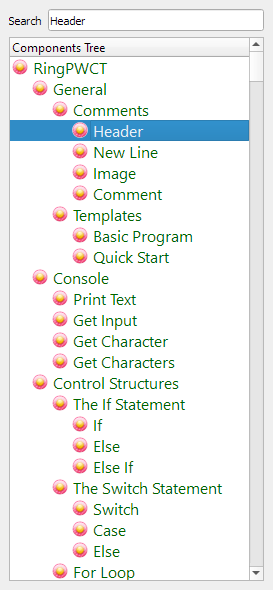 Search Header
Components Tree
RingPWCT
General
Comments
Header
New Line
Image
Comment
Templates
Basic Program
Quick Start
Console
Print Text
Get Input
Get Character
Get Characters
Control Structures
The If Statement
If
Else
Else If
The Switch Statement
Switch
Case
Else
For Loop